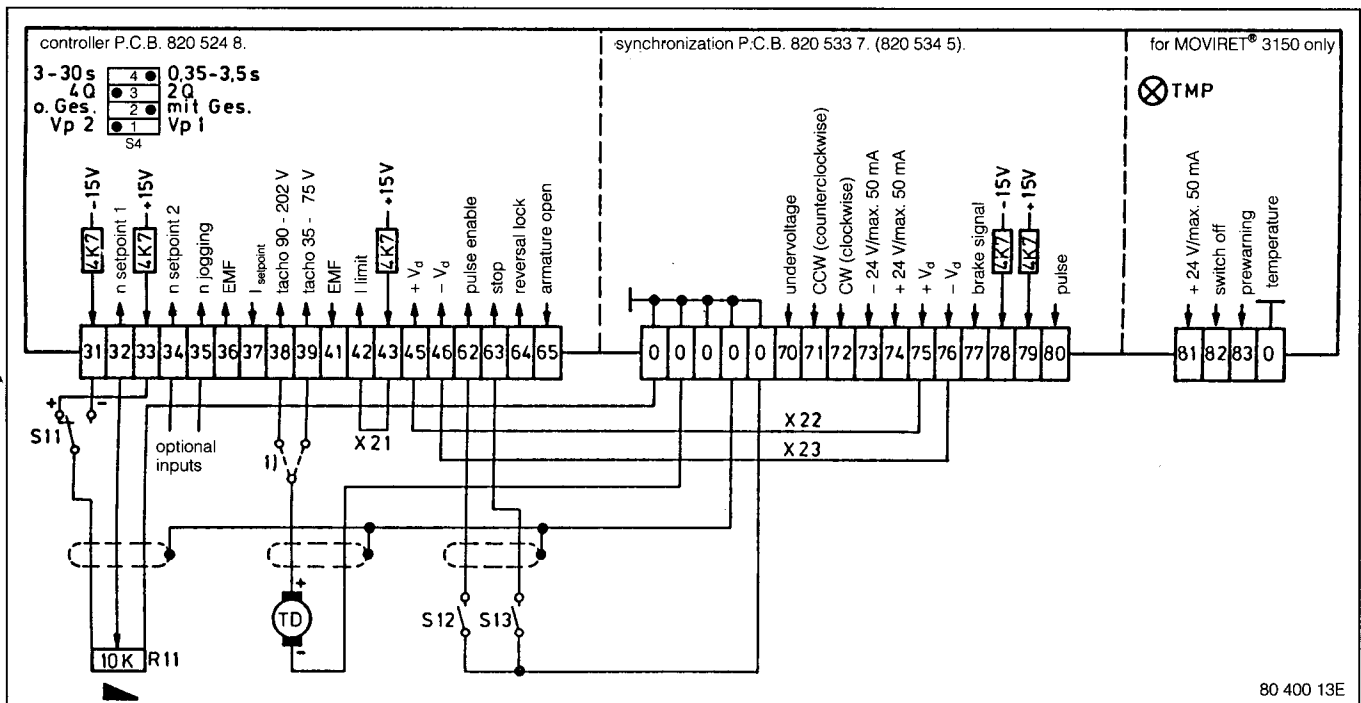 controller P.C.B. 820 524 8.
synchronization P.C.B. 820 533 7. (820 534 5).
for MOVIRET® 3150 only
3-30s 4 0,35-3,5s
4Q 3 2Q
o. Ges. 2 mit Ges.
Vp 2 1 Vp 1
S4
TMP
-15V
4K7
n setpoint 1
+15V
4K7
n setpoint 2
n jogging
EMF
I setpoint
tacho 90 - 202 V
tacho 35 - 75 V
EMF
I limit
+15V
4K7
+ Vd
- Vd
pulse enable
stop
reversal lock
armature open
undervoltage
CCW (counterclockwise)
CW (clockwise)
- 24 V/max. 50 mA
+ 24 V/max. 50 mA
+ Vd
- Vd
brake signal
-15V
4K7
+15V
4K7
pulse
+ 24 V/max. 50 mA
switch off
prewarning
temperature
31 32 33 34 35 36 37 38 39 41 42 43 45 46 62 63 64 65
0 0 0 0 0 70 71 72 73 74 75 76 77 78 79 80
81 82 83 0
+ -
S11
optional
inputs
1)
X 21
X 22
X 23
+
TD
-
S12
S13
10K R11
80 400 13E